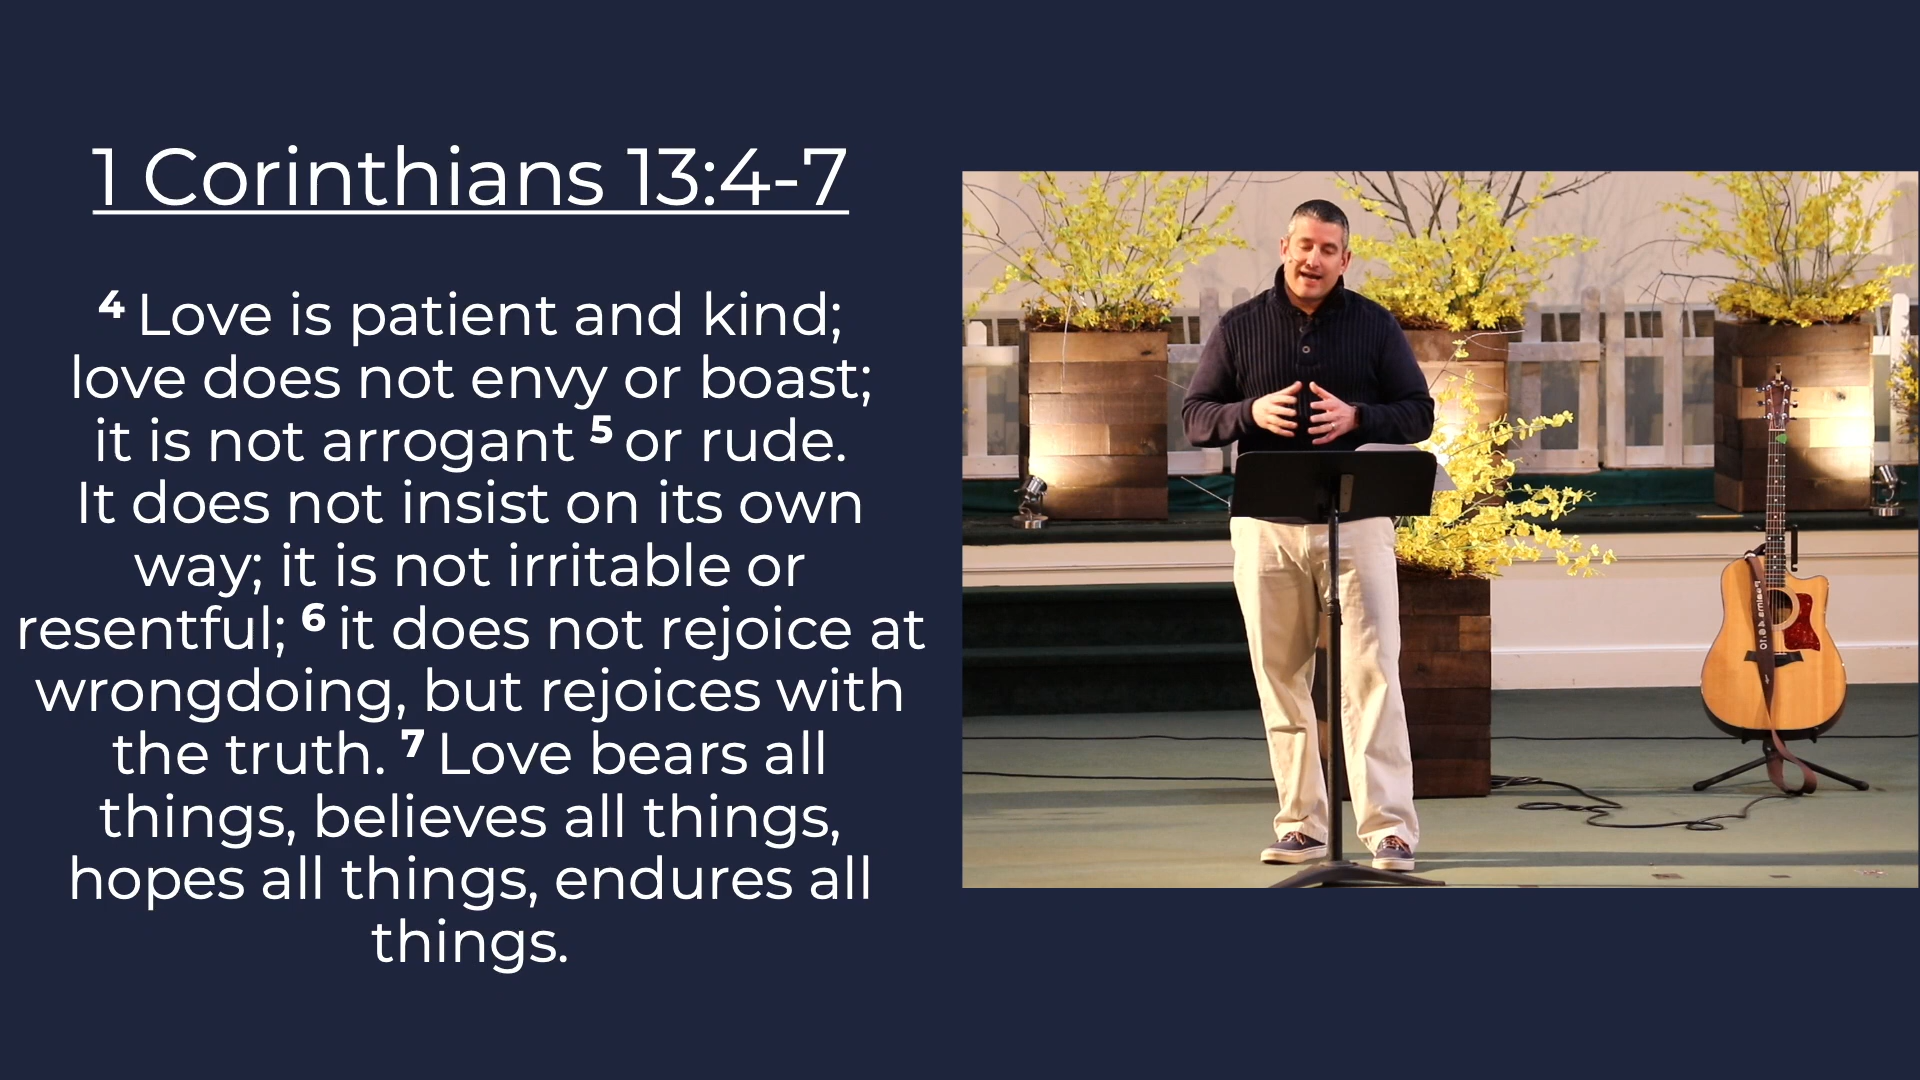 1 Corinthians 13:4-7
4 Love is patient and kind;
love does not envy or boast;
it is not arrogant 5 or rude.
It does not insist on its own
way; it is not irritable or
resentful; 6 it does not rejoice at
wrongdoing, but rejoices with
the truth. 7 Love bears all
things, believes all things,
hopes all things, endures all
things.